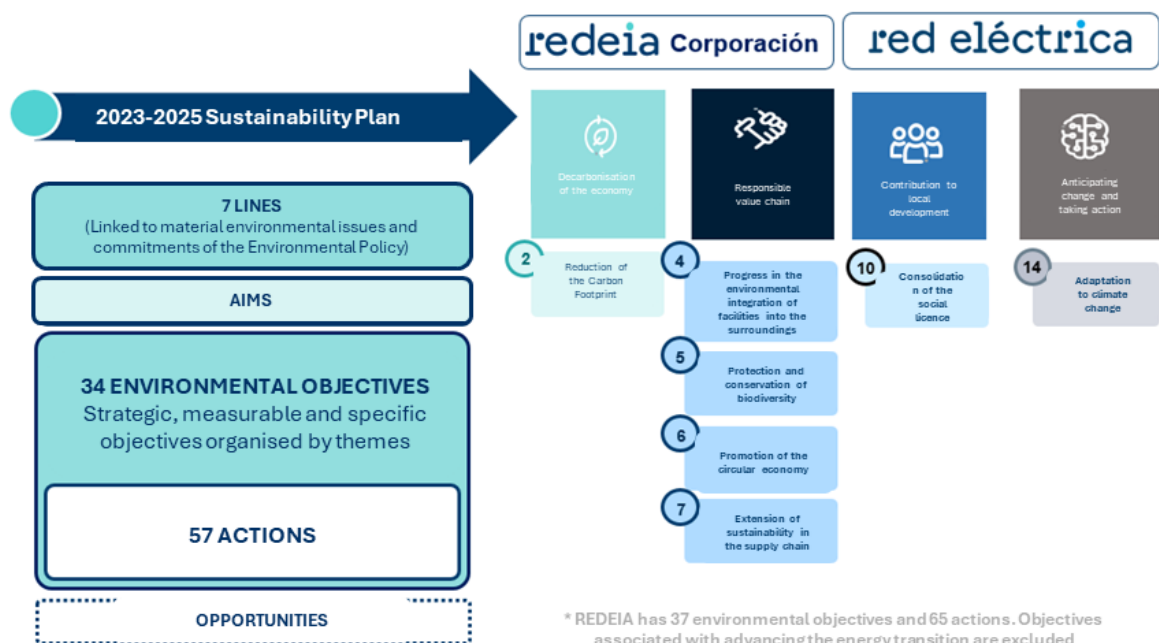 redeia Corporación
red eléctrica
2023-2025 Sustainability Plan
7 LINES
(Linked to material environmental issues and
commitments of the Environmental Policy)
AIMS
34 ENVIRONMENTAL OBJECTIVES
Strategic, measurable and specific
objectives organised by themes
57 ACTIONS
OPPORTUNITIES
Decarbonisation
of the economy
2
Reduction of
the Carbon
Footprint
Responsible
value chain
4
Progress in the
environmental
integration of
facilities into the
surroundings
5
Protection and
conservation of
biodiversity
6
Promotion of the
circular economy
7
Extension of
sustainability in
the supply chain
Contribution to
local
development
10
Consolidatio
n of the
social
licence
Anticipating
change and
taking action
14
Adaptation
to climate
change
* REDEIA has 37 environmental objectives and 65 actions. Objectives
associated with advancing the energy transition are excluded